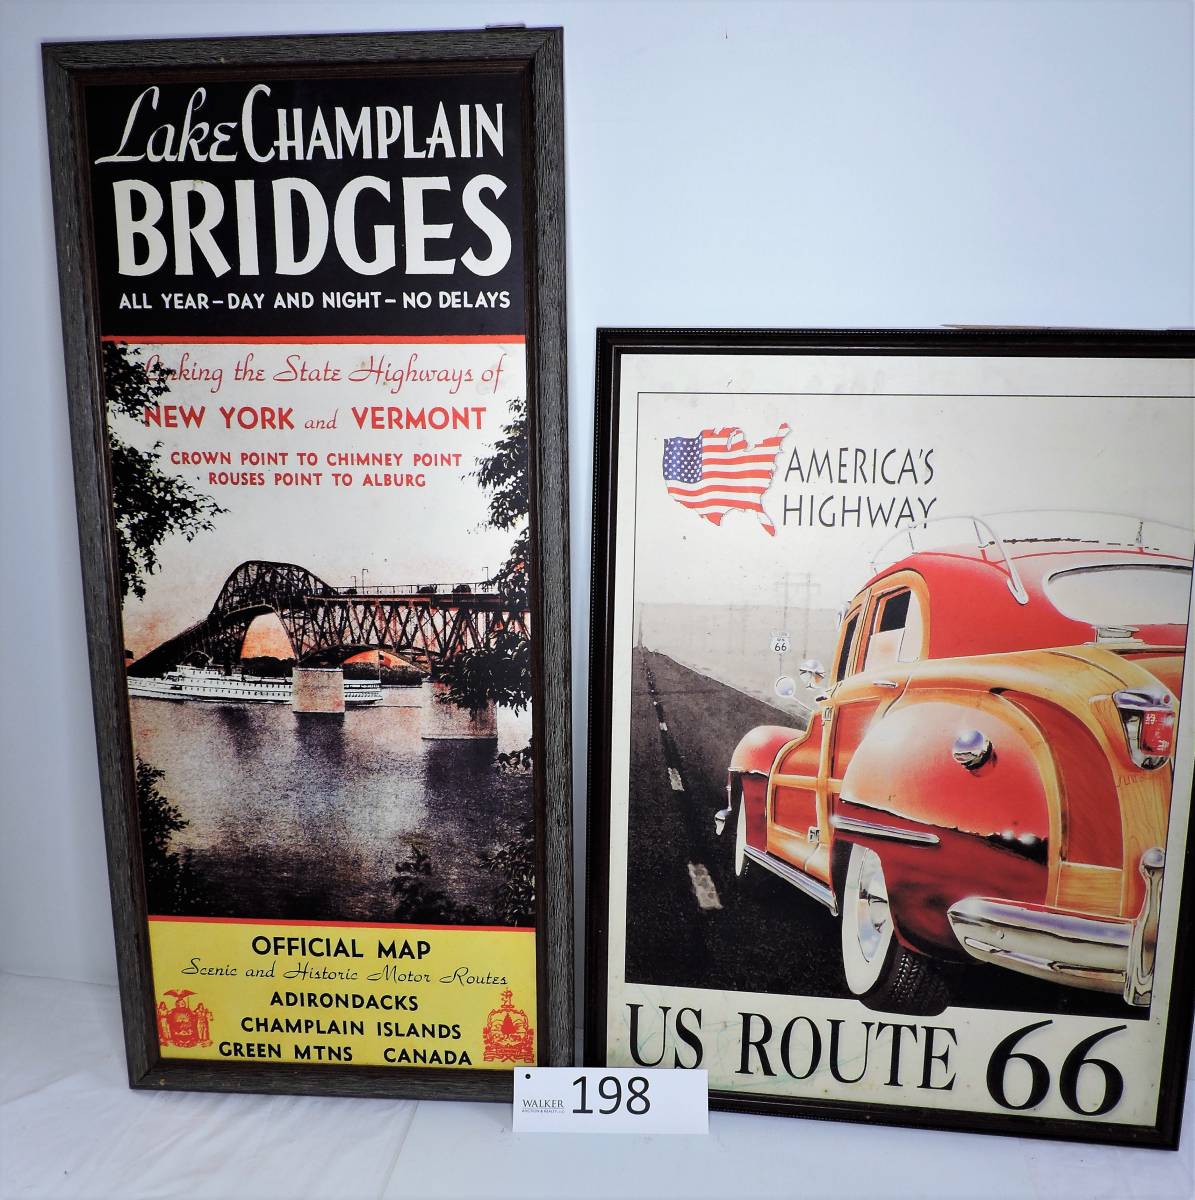 Lake CHAMPLAIN
BRIDGES
ALL YEAR – DAY AND NIGHT – NO DELAYS
Linking the State Highways of
NEW YORK and VERMONT
CROWN POINT TO CHIMNEY POINT
ROUSES POINT TO ALBURG
OFFICIAL MAP
Scenic and Historic Motor Routes
ADIRONDACKS
CHAMPLAIN ISLANDS
GREEN MTNS CANADA
AMERICA'S
HIGHWAY
66
US ROUTE 66
WALKER
198